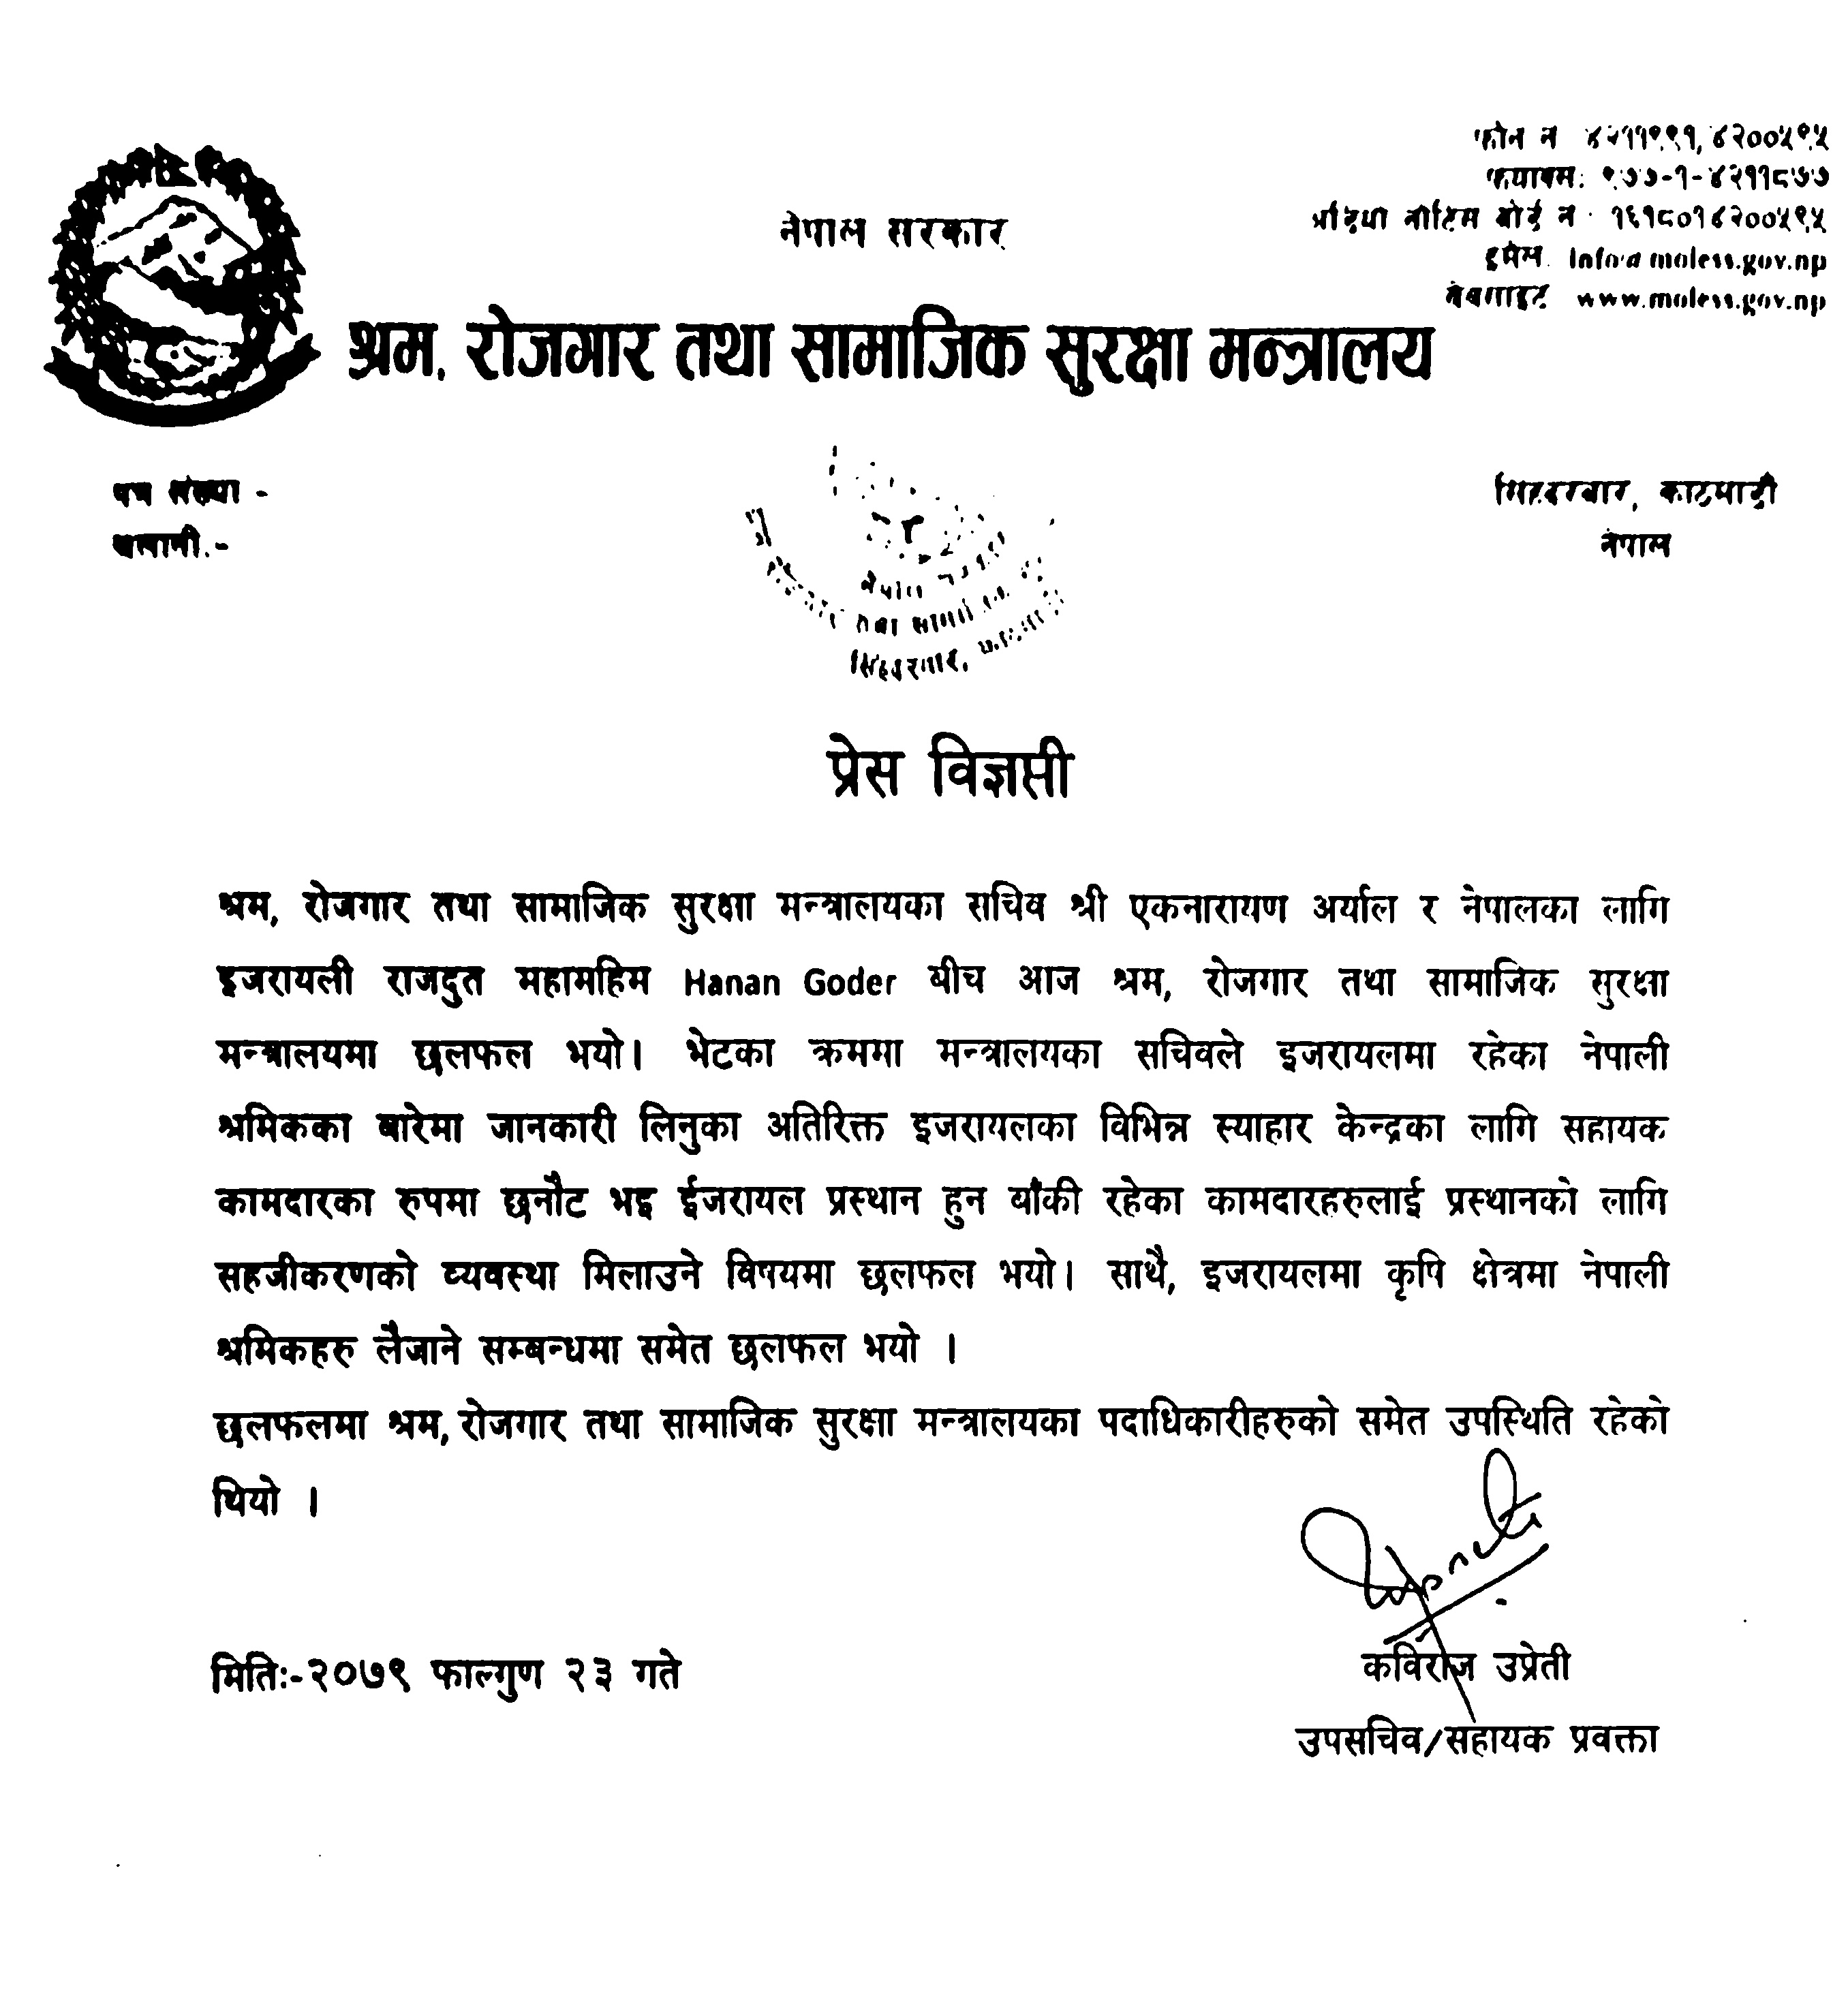 फोन नं ४२११९९१, ४२००५९५
फ्याक्स: ९७७-१-४२११८७७
अडियो नोटिस बोर्ड नं १६१८०१४२००५९५
इमेल info@moless.gov.np
वेबसाइट www.moless.gov.np
नेपाल सरकार
श्रम, रोजगार तथा सामाजिक सुरक्षा मन्त्रालय
पत्र संख्या -
चलानी.-
सिंहदरबार, काठमाडौं
नेपाल
नेपाल
तथा
सिंहदरबार,
प्रेस विज्ञप्ती
श्रम, रोजगार तथा सामाजिक सुरक्षा मन्त्रालयका सचिव श्री एकनारायण अर्याल र नेपालका लागि
इजरायली राजदुत महामहिम Hanan Goder बीच आज श्रम, रोजगार तथा सामाजिक सुरक्षा
मन्त्रालयमा छलफल भयो। भेटका क्रममा मन्त्रालयका सचिवले इजरायलमा रहेका नेपाली
श्रमिकका बारेमा जानकारी लिनुका अतिरिक्त इजरायलका विभिन्न स्याहार केन्द्रका लागि सहायक
कामदारका रुपमा छनौट भइ ईजरायल प्रस्थान हुन बाँकी रहेका कामदारहरुलाई प्रस्थानको लागि
सहजीकरणको व्यवस्था मिलाउने विषयमा छलफल भयो। साथै, इजरायलमा कृषि क्षेत्रमा नेपाली
श्रमिकहरु लैजाने सम्बन्धमा समेत छलफल भयो ।
छलफलमा श्रम, रोजगार तथा सामाजिक सुरक्षा मन्त्रालयका पदाधिकारीहरुको समेत उपस्थिति रहेको
थियो ।
मितिः-२०७९ फाल्गुण २३ गते
कविराज उप्रेती
उपसचिव/सहायक प्रवक्ता